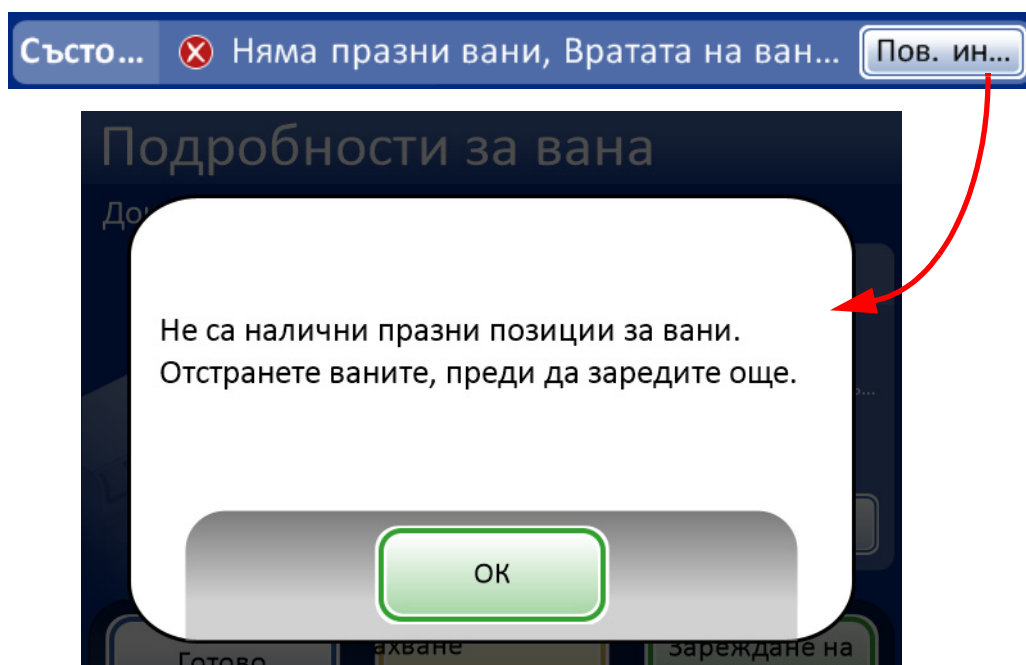 Състо... Няма празни вани, Вратата на ван... Пов. ин...
Подробности за вана
Не са налични празни позиции за вани.
Отстранете ваните, преди да заредите още.
ОК
Готово
Зареждане на